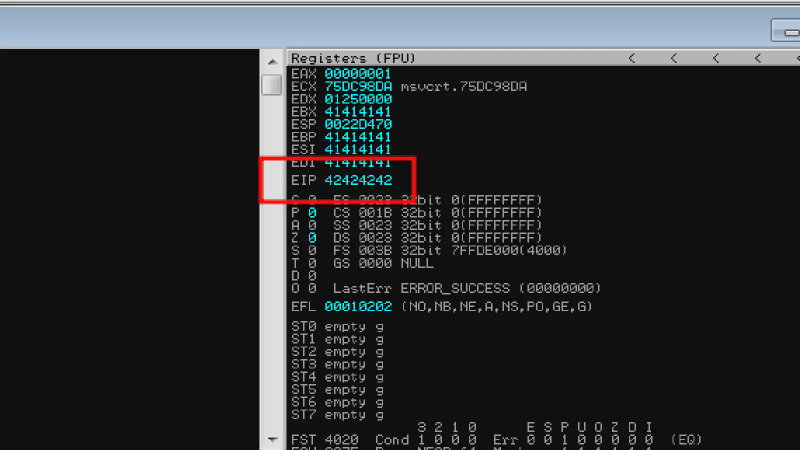 Registers (FPU) < < < < <
EAX 00000001
ECX 75DC98DA msvcrt.75DC98DA
EDX 01250000
EBX 41414141
ESP 0022D470
EBP 41414141
ESI 41414141
EDI 41414141
EIP 42424242
C 0 ES 0023 32bit 0(FFFFFFFF)
P 0 CS 001B 32bit 0(FFFFFFFF)
A 0 SS 0023 32bit 0(FFFFFFFF)
Z 0 DS 0023 32bit 0(FFFFFFFF)
S 0 FS 003B 32bit 7FFDE000(4000)
T 0 GS 0000 NULL
D 0
O 0 LastErr ERROR_SUCCESS (00000000)
EFL 00010202 (NO,NB,NE,A,NS,PO,GE,G)
ST0 empty g
ST1 empty g
ST2 empty g
ST3 empty g
ST4 empty g
ST5 empty g
ST6 empty g
ST7 empty g
3 2 1 0 E S P U O Z D I
FST 4020 Cond 1 0 0 0 Err 0 0 1 0 0 0 0 0 (EQ)